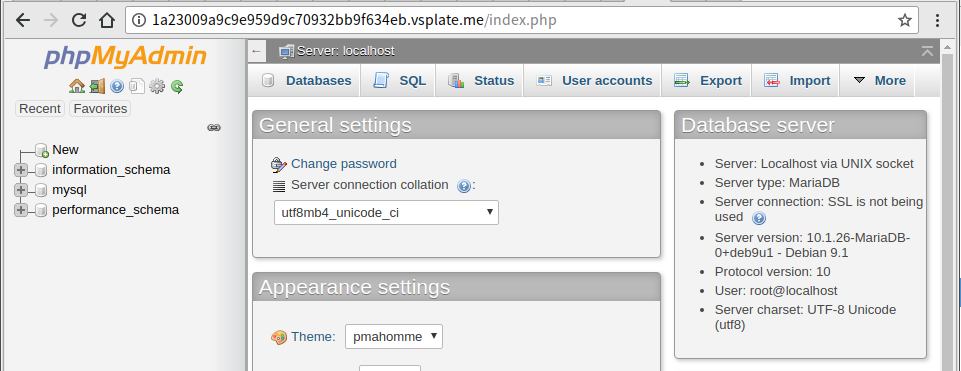 1a23009a9c9e959d9c70932bb9f634eb.vsplate.me/index.php
phpMyAdmin
Recent Favorites
New
information_schema
mysql
performance_schema
Server: localhost
Databases SQL Status User accounts Export Import More
General settings
Change password
Server connection collation :
utf8mb4_unicode_ci
Appearance settings
Theme: pmahomme
Database server
Server: Localhost via UNIX socket
Server type: MariaDB
Server connection: SSL is not being
used
Server version: 10.1.26-MariaDB-
0+deb9u1 - Debian 9.1
Protocol version: 10
User: root@localhost
Server charset: UTF-8 Unicode
(utf8)